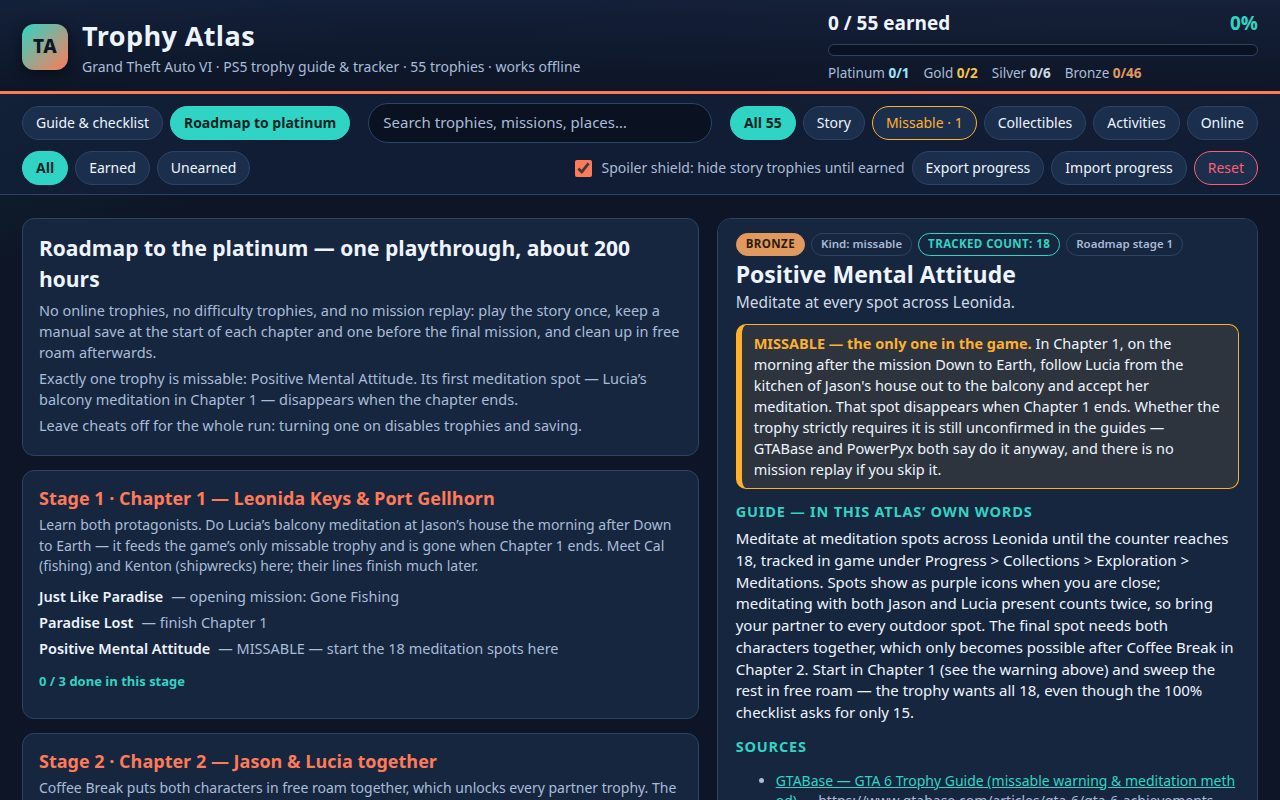 TA
Trophy Atlas
Grand Theft Auto VI · PS5 trophy guide & tracker · 55 trophies · works offline
0 / 55 earned
0%
Platinum 0/1 Gold 0/2 Silver 0/6 Bronze 0/46
Guide & checklist
Roadmap to platinum
Search trophies, missions, places...
All 55
Story
Missable · 1
Collectibles
Activities
Online
All
Earned
Unearned
Spoiler shield: hide story trophies until earned
Export progress
Import progress
Reset
Roadmap to the platinum — one playthrough, about 200
hours
No online trophies, no difficulty trophies, and no mission replay: play the story once, keep a
manual save at the start of each chapter and one before the final mission, and clean up in free
roam afterwards.
Exactly one trophy is missable: Positive Mental Attitude. Its first meditation spot — Lucia’s
balcony meditation in Chapter 1 — disappears when the chapter ends.
Leave cheats off for the whole run: turning one on disables trophies and saving.
Stage 1 · Chapter 1 — Leonida Keys & Port Gellhorn
Learn both protagonists. Do Lucia’s balcony meditation at Jason’s house the morning after Down
to Earth — it feeds the game’s only missable trophy and is gone when Chapter 1 ends. Meet Cal
(fishing) and Kenton (shipwrecks) here; their lines finish much later.
Just Like Paradise — opening mission: Gone Fishing
Paradise Lost — finish Chapter 1
Positive Mental Attitude — MISSABLE — start the 18 meditation spots here
0 / 3 done in this stage
Stage 2 · Chapter 2 — Jason & Lucia together
Coffee Break puts both characters in free roam together, which unlocks every partner trophy. The
BRONZE
Kind: missable
TRACKED COUNT: 18
Roadmap stage 1
Positive Mental Attitude
Meditate at every spot across Leonida.
MISSABLE — the only one in the game. In Chapter 1, on the
morning after the mission Down to Earth, follow Lucia from the
kitchen of Jason's house out to the balcony and accept her
meditation. That spot disappears when Chapter 1 ends. Whether the
trophy strictly requires it is still unconfirmed in the guides —
GTABase and PowerPyx both say do it anyway, and there is no
mission replay if you skip it.
GUIDE — IN THIS ATLAS’ OWN WORDS
Meditate at meditation spots across Leonida until the counter reaches
18, tracked in game under Progress > Collections > Exploration >
Meditations. Spots show as purple icons when you are close;
meditating with both Jason and Lucia present counts twice, so bring
your partner to every outdoor spot. The final spot needs both
characters together, which only becomes possible after Coffee Break in
Chapter 2. Start in Chapter 1 (see the warning above) and sweep the
rest in free roam — the trophy wants all 18, even though the 100%
checklist asks for only 15.
SOURCES
GTABase — GTA 6 Trophy Guide (missable warning & meditation meth
od) — https://www.gtabase.com/articles/gta-6/gta-6-achievements-